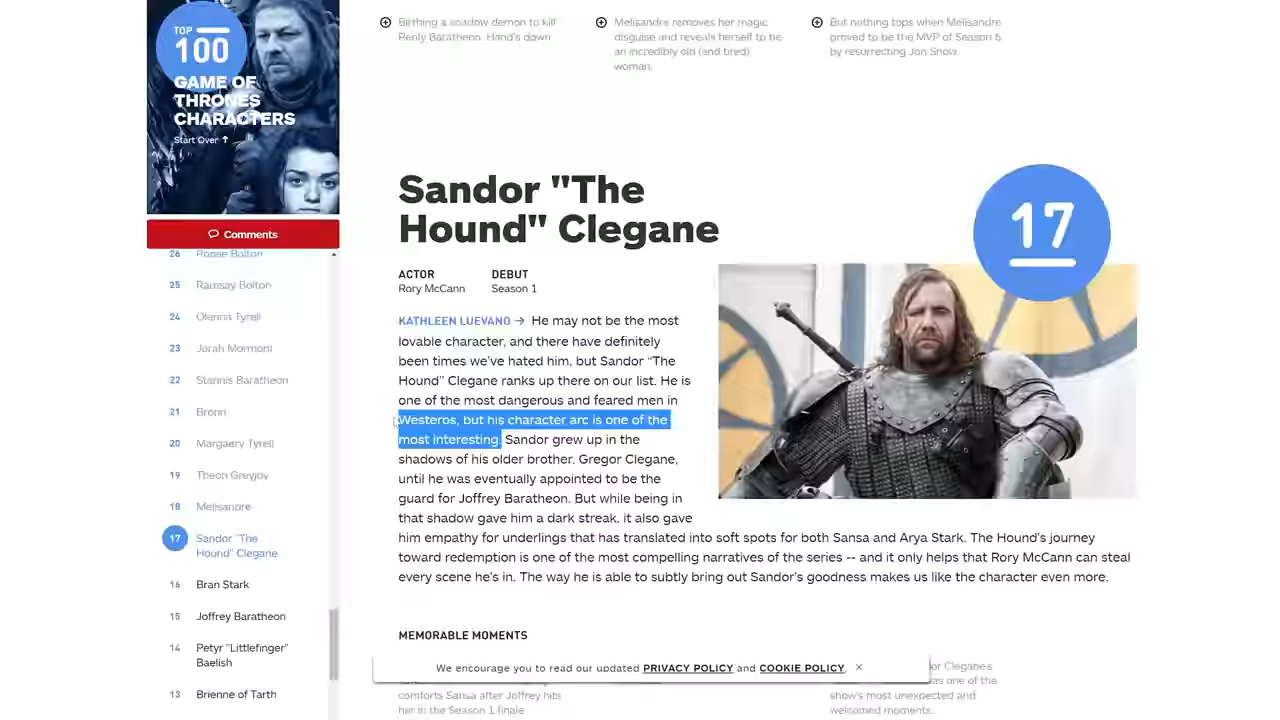 TOP
100
GAME OF
THRONES
CHARACTERS
Start Over ↑
Comments
26 Roose Bolton
25 Ramsay Bolton
24 Olenna Tyrell
23 Jorah Mormont
22 Stannis Baratheon
21 Bronn
20 Margaery Tyrell
19 Theon Greyjoy
18 Melisandre
17 Sandor "The
Hound" Clegane
16 Bran Stark
15 Joffrey Baratheon
14 Petyr "Littlefinger"
Baelish
13 Brienne of Tarth
Birthing a shadow demon to kill
Renly Baratheon. Hand's down
Melisandre removes her magic
disguise and reveals herself to be
an incredibly old (and tired)
woman.
But nothing tops when Melisandre
proved to be the MVP of Season 6
by resurrecting Jon Snow.
Sandor "The
Hound" Clegane
17
ACTOR
Rory McCann
DEBUT
Season 1
KATHLEEN LUEVANO → He may not be the most
lovable character, and there have definitely
been times we've hated him, but Sandor “The
Hound” Clegane ranks up there on our list. He is
one of the most dangerous and feared men in
Westeros, but his character arc is one of the
most interesting. Sandor grew up in the
shadows of his older brother, Gregor Clegane,
until he was eventually appointed to be the
guard for Joffrey Baratheon. But while being in
that shadow gave him a dark streak, it also gave
him empathy for underlings that has translated into soft spots for both Sansa and Arya Stark. The Hound's journey
toward redemption is one of the most compelling narratives of the series -- and it only helps that Rory McCann can steal
every scene he's in. The way he is able to subtly bring out Sandor's goodness makes us like the character even more.
MEMORABLE MOMENTS
We encourage you to read our updated PRIVACY POLICY and COOKIE POLICY.
comforts Sansa after Joffrey hits
her in the Season 1 finale
Clegane's
was one of the
show's most unexpected and
welcomed moments.